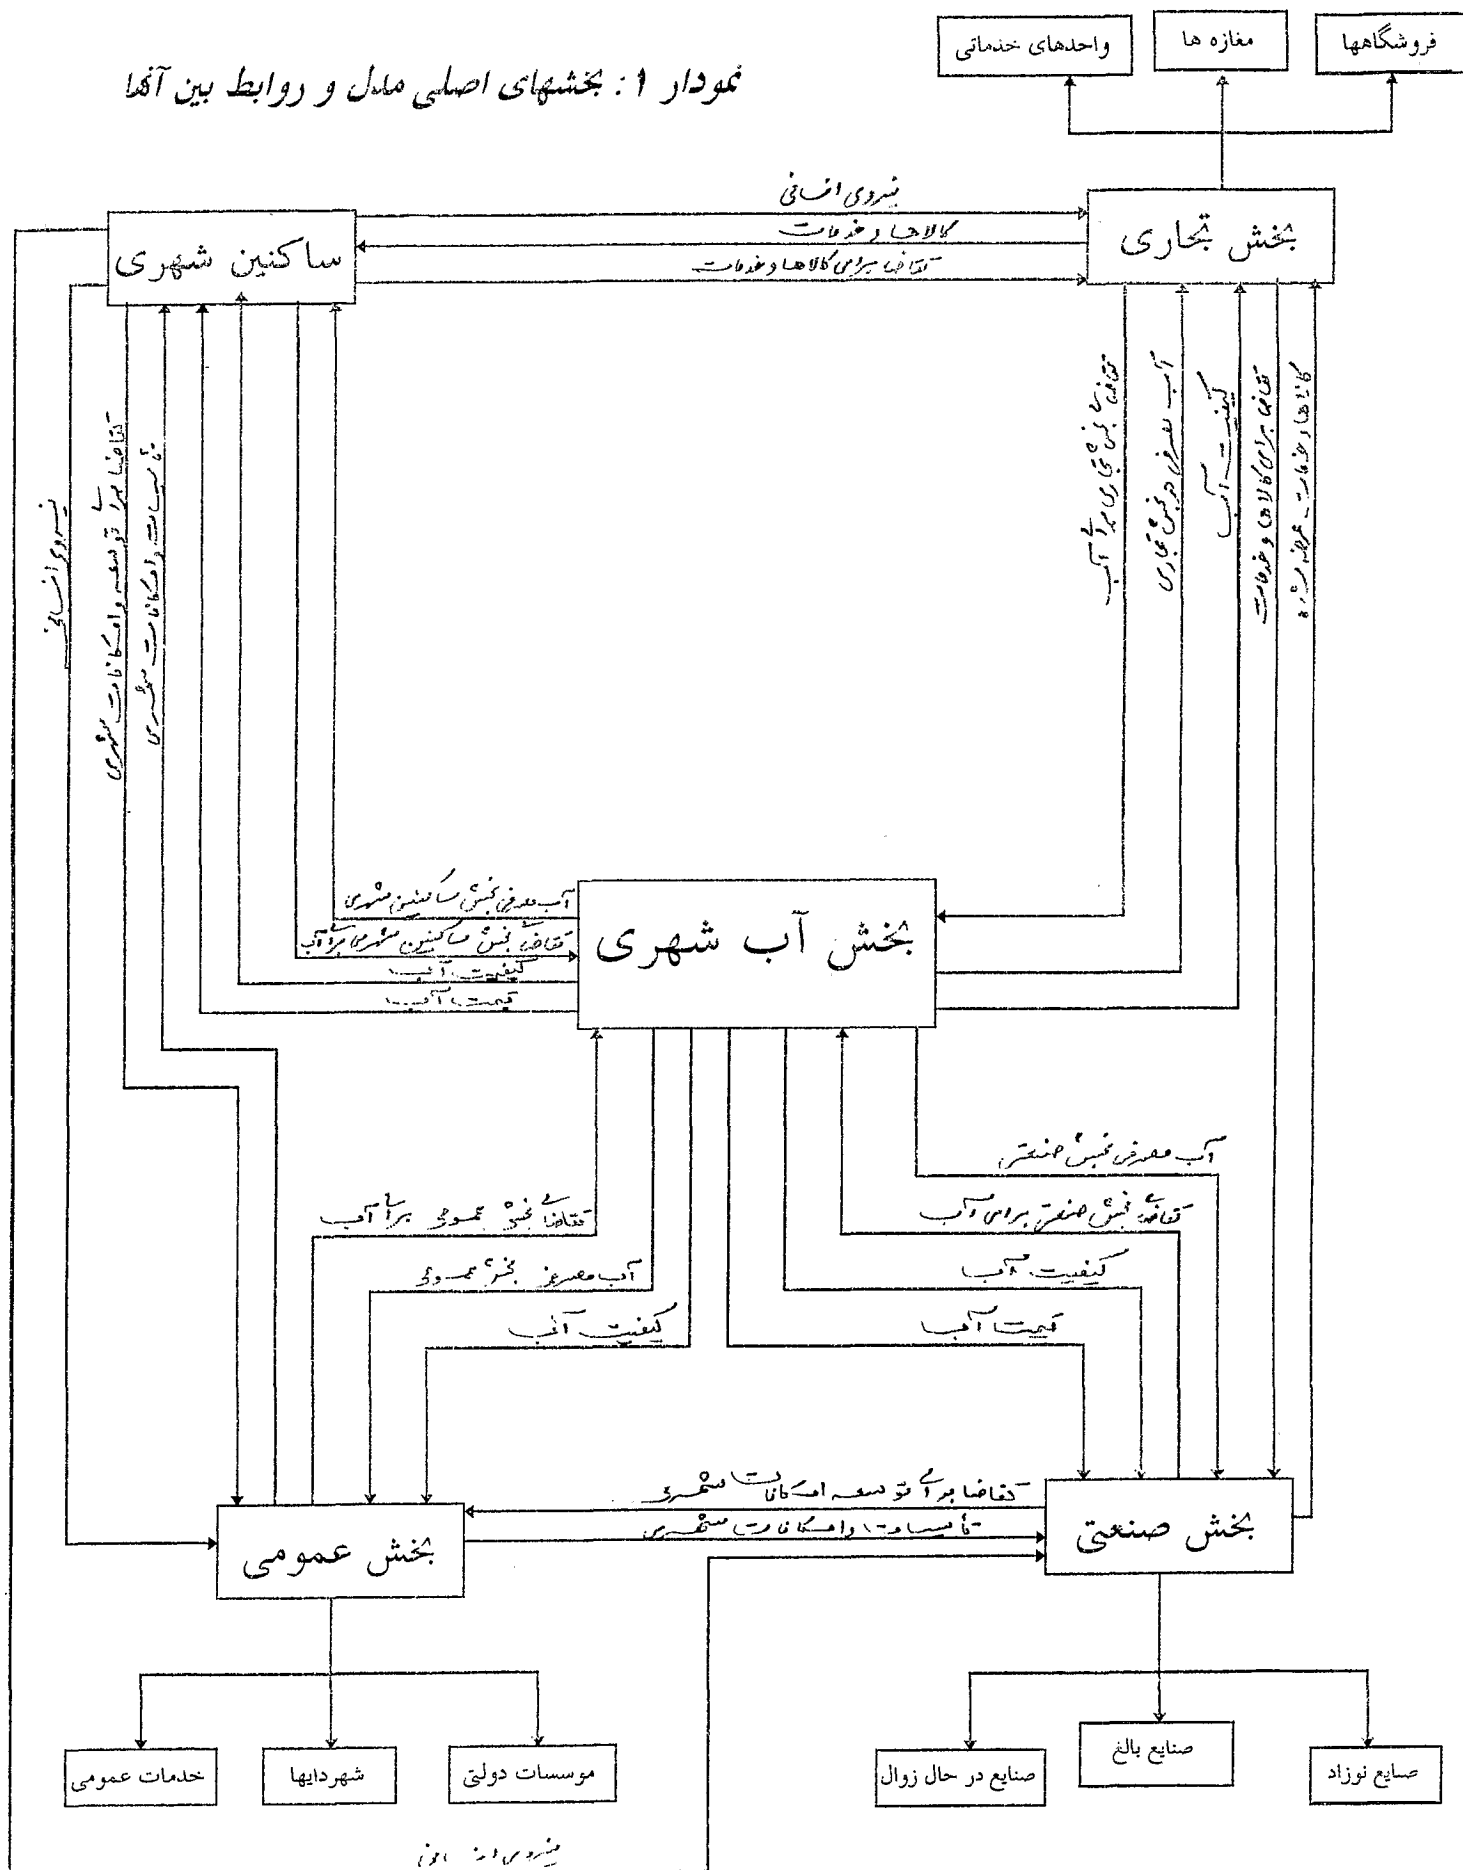 فروشگاهها
مغازه ها
واحدهای خدماتی
نمودار ۱: بخشهای اصلی مدل و روابط بین آنها
نیروی انسانی
کالاها و خدمات
تقاضا برای کالاها و خدمات
بخش تجاری
ساکنین شهری
کالاها و خدمات عرضه شده
تقاضا برای کالاها و خدمات
کیفیت آب
آب مصرفی در بخش تجاری
تقاضای بخش تجاری برای آب
تأسیسات و امکانات شهری
تقاضا برای توسعه و امکانات شهری
نیروی انسانی
بخش آب شهری
آب مصرفی بخش ساکنین شهری
تقاضای بخش ساکنین شهری برای آب
کیفیت آب
قیمت آب
آب مصرفی بخش صنعتی
تقاضای بخش صنعتی برای آب
کیفیت آب
قیمت آب
تقاضای بخش عمومی برای آب
آب مصرفی بخش عمومی
کیفیت آب
تقاضا برای توسعه امکانات شهری
تأسیسات و امکانات شهری
بخش صنعتی
بخش عمومی
صنایع نوزاد
صنایع بالغ
صنایع در حال زوال
موسسات دولتی
شهردایها
خدمات عمومی
نیروی انسانی